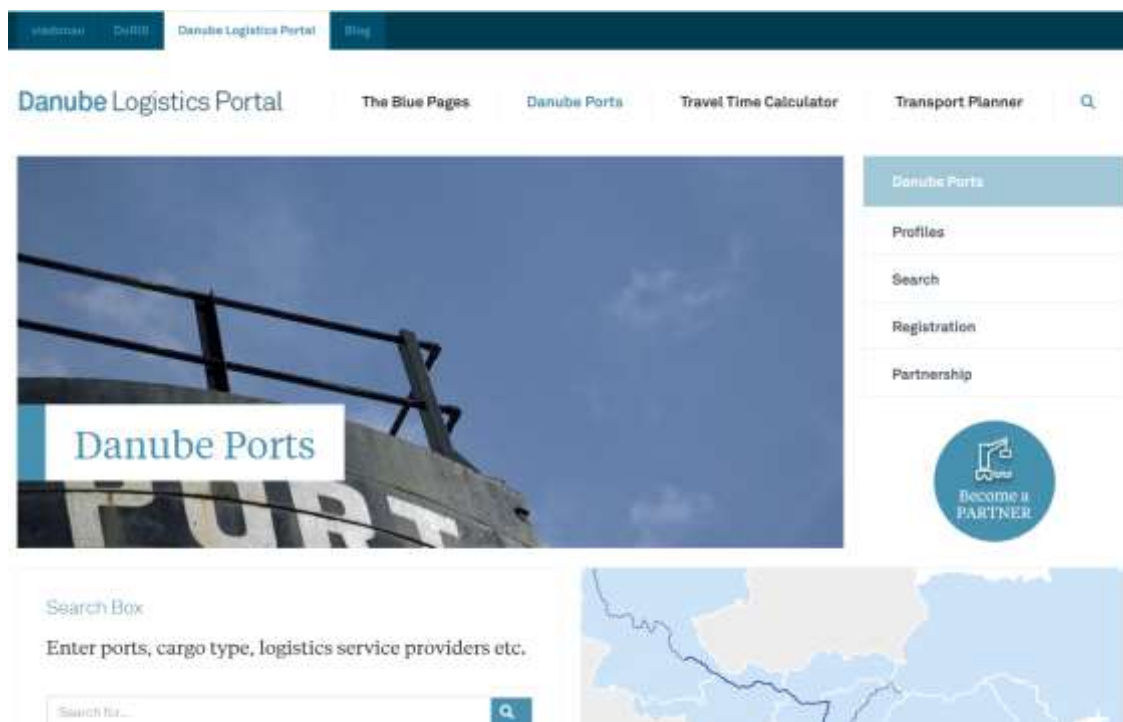 viadonau DoRIS Danube Logistics Portal Blog
Danube Logistics Portal The Blue Pages Danube Ports Travel Time Calculator Transport Planner
Danube Ports
Profiles
Search
Registration
Partnership
Danube Ports
PORT
Become a
PARTNER
Search Box
Enter ports, cargo type, logistics service providers etc.
Search for...